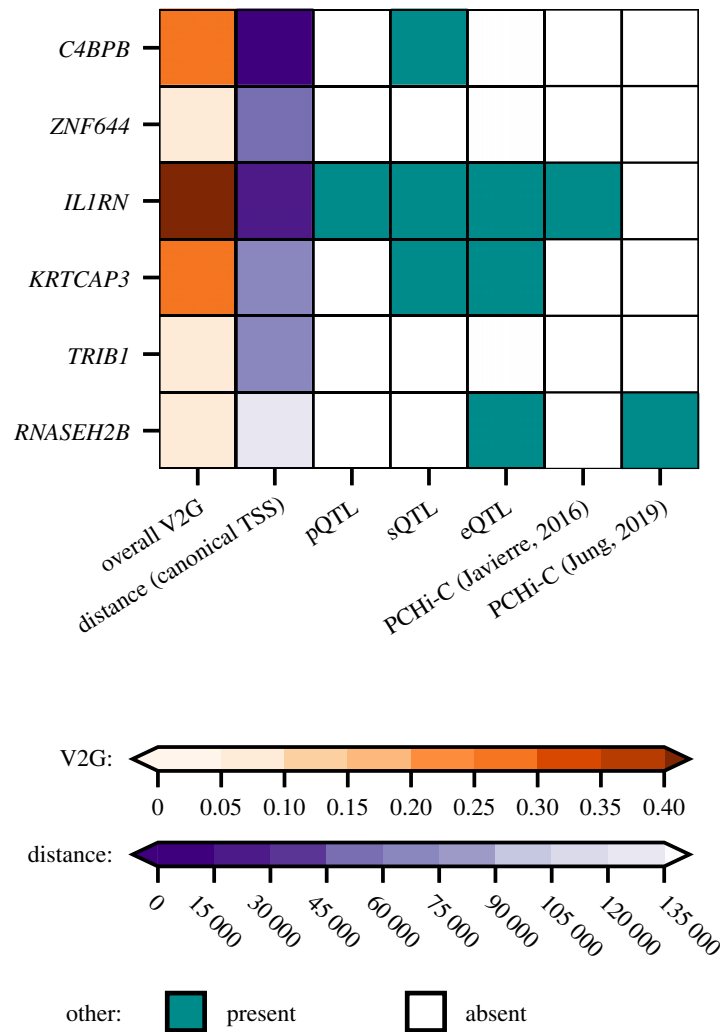 C4BPB
ZNF644
IL1RN
KRTCAP3
TRIB1
RNASEH2B
overall V2G
distance (canonical TSS)
pQTL
sQTL
eQTL
PCHi-C (Javierre, 2016)
PCHi-C (Jung, 2019)
V2G:
0 0.05 0.10 0.15 0.20 0.25 0.30 0.35 0.40
distance:
0 15 000 30 000 45 000 60 000 75 000 90 000 105 000 120 000 135 000
other: present absent